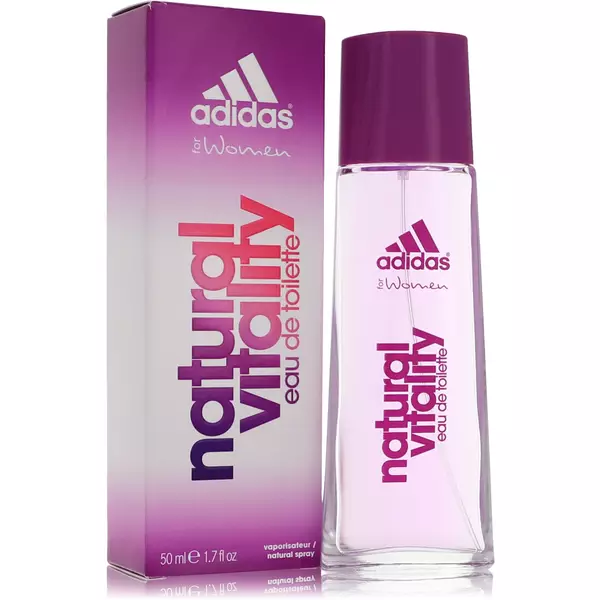 adidas®
for Women
natural
vitality
eau de toilette
vaporisateur /
natural spray
50 ml e 1.7 fl oz
adidas®
for Women
natural
vitality
eau de toilette